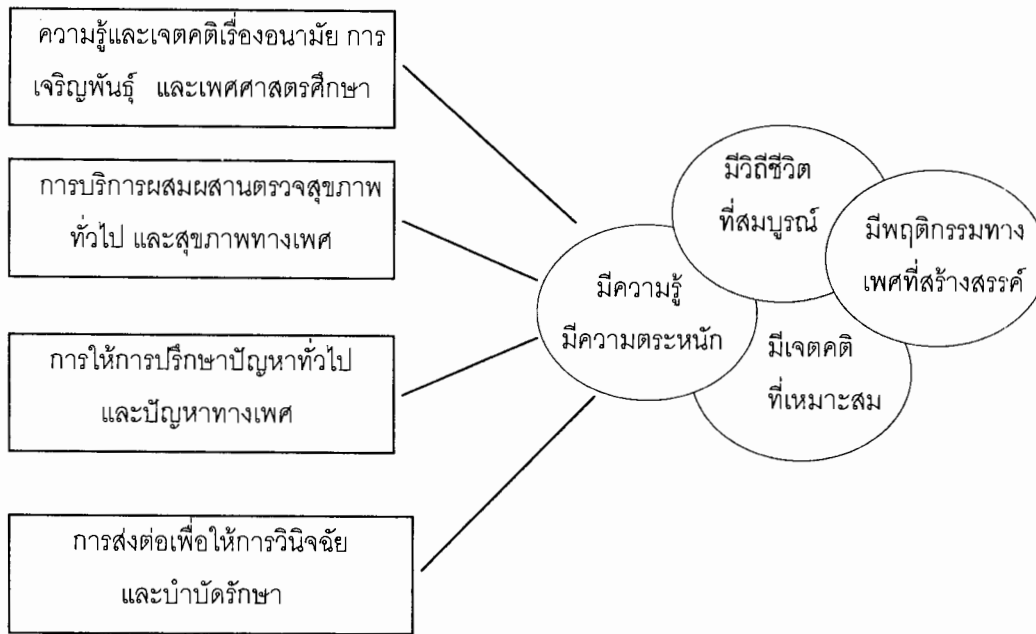 ความรู้และเจตคติเรื่องอนามัย การ
เจริญพันธุ์ และเพศศาสตรศึกษา
การบริการผสมผสานตรวจสุขภาพ
ทั่วไป และสุขภาพทางเพศ
การให้การปรึกษาปัญหาทั่วไป
และปัญหาทางเพศ
การส่งต่อเพื่อให้การวินิจฉัย
และบำบัดรักษา
มีความรู้
มีความตระหนัก
มีวิถีชีวิต
ที่สมบูรณ์
มีพฤติกรรมทาง
เพศที่สร้างสรรค์
มีเจตคติ
ที่เหมาะสม